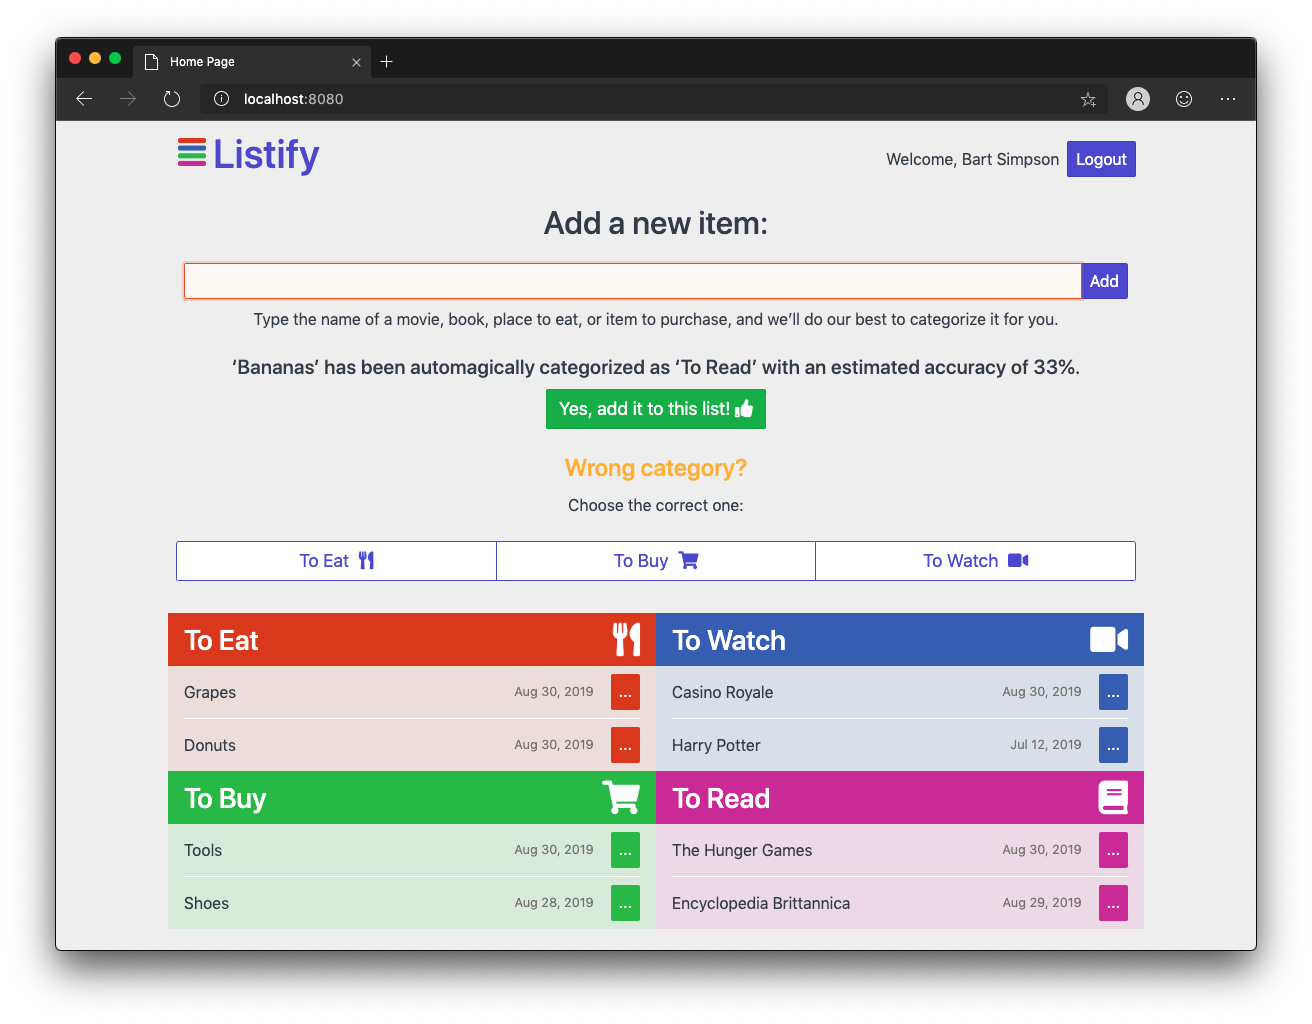 Home Page
localhost:8080
Listify
Welcome, Bart Simpson Logout
Add a new item:
Add
Type the name of a movie, book, place to eat, or item to purchase, and we’ll do our best to categorize it for you.
‘Bananas’ has been automagically categorized as ‘To Read’ with an estimated accuracy of 33%.
Yes, add it to this list!
Wrong category?
Choose the correct one:
To Eat To Buy To Watch
To Eat
Grapes Aug 30, 2019 ...
Donuts Aug 30, 2019 ...
To Watch
Casino Royale Aug 30, 2019 ...
Harry Potter Jul 12, 2019 ...
To Buy
Tools Aug 30, 2019 ...
Shoes Aug 28, 2019 ...
To Read
The Hunger Games Aug 30, 2019 ...
Encyclopedia Brittannica Aug 29, 2019 ...